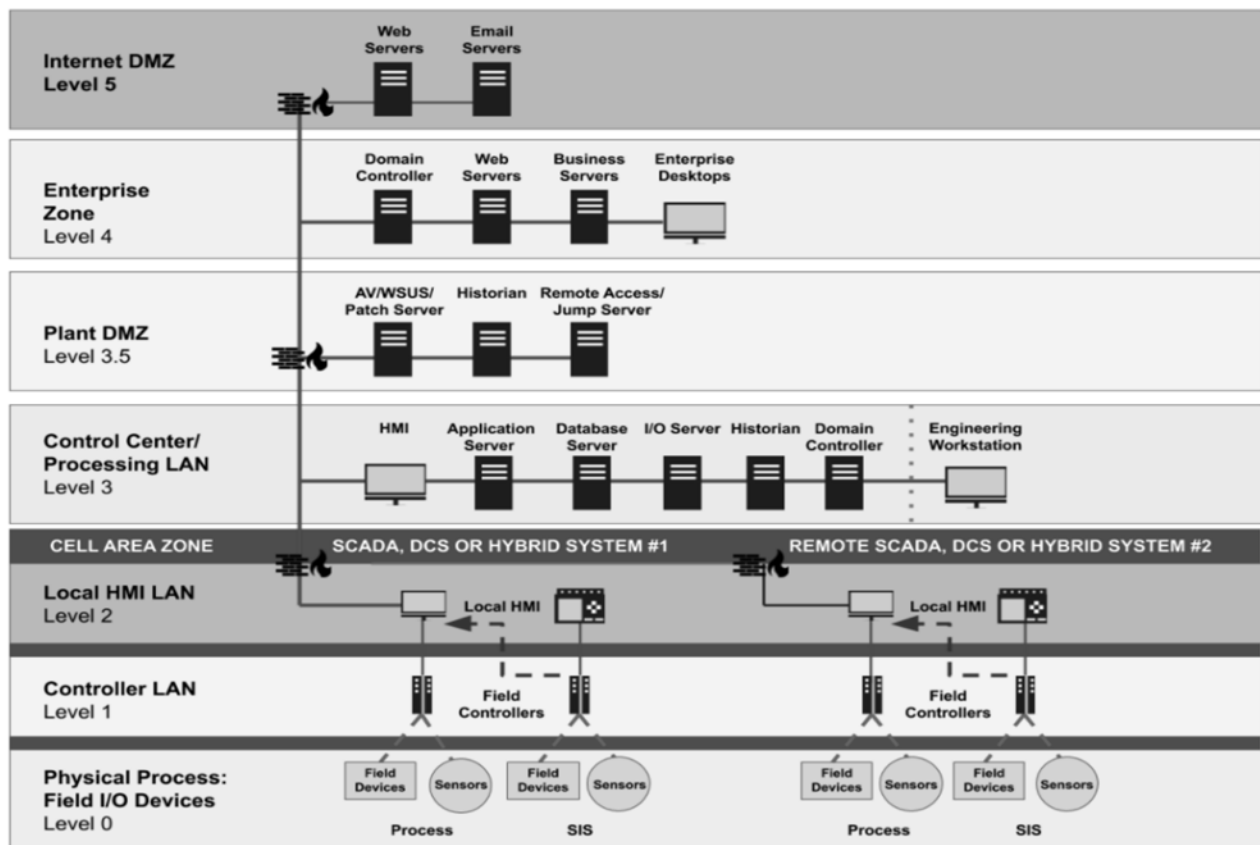 Internet DMZ
Level 5
Web
Servers
Email
Servers
Enterprise
Zone
Level 4
Domain
Controller
Web
Servers
Business
Servers
Enterprise
Desktops
Plant DMZ
Level 3.5
AV/WSUS/
Patch Server
Historian
Remote Access/
Jump Server
Control Center/
Processing LAN
Level 3
HMI
Application
Server
Database
Server
I/O Server
Historian
Domain
Controller
Engineering
Workstation
CELL AREA ZONE
SCADA, DCS OR HYBRID SYSTEM #1
REMOTE SCADA, DCS OR HYBRID SYSTEM #2
Local HMI LAN
Level 2
Local HMI
Local HMI
Controller LAN
Level 1
Field
Controllers
Field
Controllers
Physical Process:
Field I/O Devices
Level 0
Field
Devices
Sensors
Field
Devices
Sensors
Field
Devices
Sensors
Field
Devices
Sensors
Process
SIS
Process
SIS